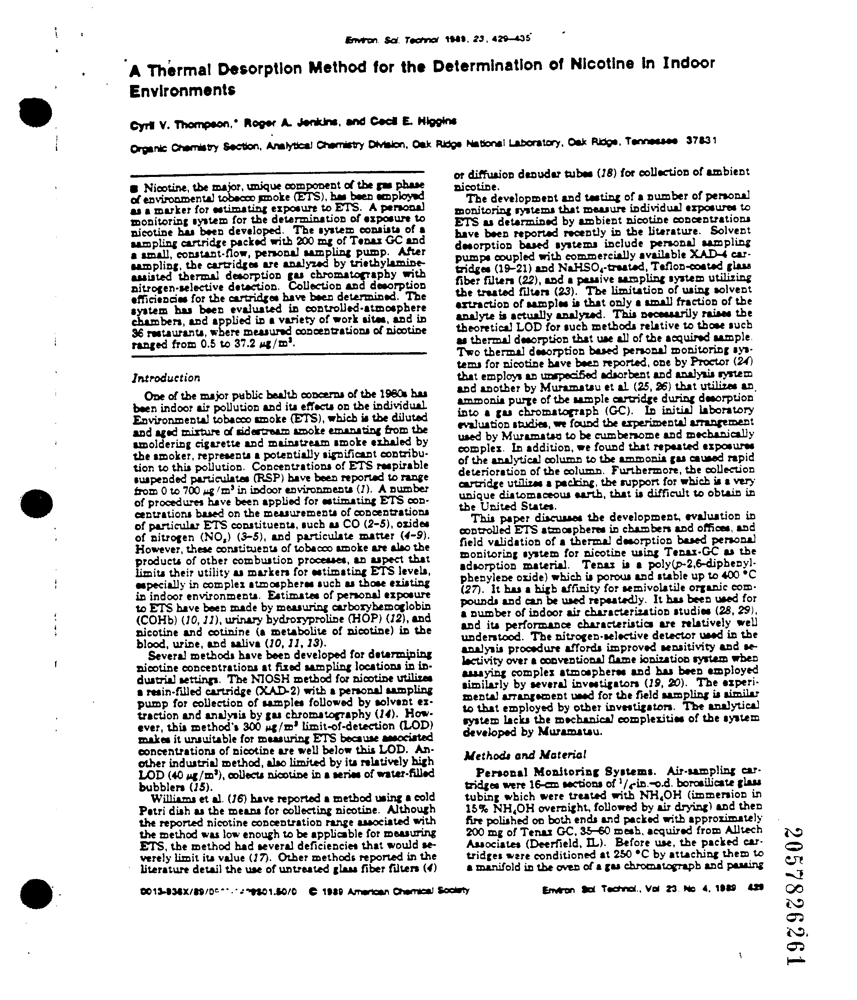 Environ. Sci. Technol. 1989, 23, 429–435
A Thermal Desorption Method for the Determination of Nicotine in Indoor
Environments
Cyril V. Thompson,* Roger A. Jenkins, and Cecil E. Higgins
Organic Chemistry Section, Analytical Chemistry Division, Oak Ridge National Laboratory, Oak Ridge, Tennessee 37831
■ Nicotine, the major, unique component of the gas phase
of environmental tobacco smoke (ETS), has been employed
as a marker for estimating exposure to ETS. A personal
monitoring system for the determination of exposure to
nicotine has been developed. The system consists of a
sampling cartridge packed with 200 mg of Tenax GC and
a small, constant-flow, personal sampling pump. After
sampling, the cartridges are analyzed by triethylamine-
assisted thermal desorption gas chromatography with
nitrogen-selective detection. Collection and desorption
efficiencies for the cartridges have been determined. The
system has been evaluated in controlled-atmosphere
chambers, and applied in a variety of work sites, and in
36 restaurants, where measured concentrations of nicotine
ranged from 0.5 to 37.2 μg/m³.
Introduction
One of the major public health concerns of the 1980s has
been indoor air pollution and its effects on the individual.
Environmental tobacco smoke (ETS), which is the diluted
and aged mixture of sidestream smoke emanating from the
smoldering cigarette and mainstream smoke exhaled by
the smoker, represents a potentially significant contribu-
tion to this pollution. Concentrations of ETS respirable
suspended particulates (RSP) have been reported to range
from 0 to 700 μg/m³ in indoor environments (1). A number
of procedures have been applied for estimating ETS con-
centrations based on the measurements of concentrations
of particular ETS constituents, such as CO (2–5), oxides
of nitrogen (NOx) (3–5), and particulate matter (4–9).
However, these constituents of tobacco smoke are also the
products of other combustion processes, an aspect that
limits their utility as markers for estimating ETS levels,
especially in complex atmospheres such as those existing
in indoor environments. Estimates of personal exposure
to ETS have been made by measuring carboxyhemoglobin
(COHb) (10, 11), urinary hydroxyproline (HOP) (12), and
nicotine and cotinine (a metabolite of nicotine) in the
blood, urine, and saliva (10, 11, 13).
Several methods have been developed for determining
nicotine concentrations at fixed sampling locations in in-
dustrial settings. The NIOSH method for nicotine utilizes
a resin-filled cartridge (XAD-2) with a personal sampling
pump for collection of samples followed by solvent ex-
traction and analysis by gas chromatography (14). How-
ever, this method's 300 μg/m³ limit-of-detection (LOD)
makes it unsuitable for measuring ETS because associated
concentrations of nicotine are well below this LOD. An-
other industrial method, also limited by its relatively high
LOD (40 μg/m³), collects nicotine in a series of water-filled
bubblers (15).
Williams et al. (16) have reported a method using a cold
Petri dish as the means for collecting nicotine. Although
the reported nicotine concentration range associated with
the method was low enough to be applicable for measuring
ETS, the method had several deficiencies that would se-
verely limit its value (17). Other methods reported in the
literature detail the use of untreated glass fiber filters (4)
or diffusion denuder tubes (18) for collection of ambient
nicotine.
The development and testing of a number of personal
monitoring systems that measure individual exposures to
ETS as determined by ambient nicotine concentrations
have been reported recently in the literature. Solvent
desorption based systems include personal sampling
pumps coupled with commercially available XAD-4 car-
tridges (19–21) and NaHSO₄-treated, Teflon-coated glass
fiber filters (22), and a passive sampling system utilizing
the treated filters (23). The limitation of using solvent
extraction of samples is that only a small fraction of the
analyte is actually analyzed. This necessarily raises the
theoretical LOD for such methods relative to those such
as thermal desorption that use all of the acquired sample.
Two thermal desorption based personal monitoring sys-
tems for nicotine have been reported, one by Proctor (24)
that employs an unspecified adsorbent and analysis system
and another by Muramatsu et al. (25, 26) that utilizes an
ammonia purge of the sample cartridge during desorption
into a gas chromatograph (GC). In initial laboratory
evaluation studies, we found the experimental arrangement
used by Muramatsu to be cumbersome and mechanically
complex. In addition, we found that repeated exposures
of the analytical column to the ammonia gas caused rapid
deterioration of the column. Furthermore, the collection
cartridge utilizes a packing, the support for which is a very
unique diatomaceous earth, that is difficult to obtain in
the United States.
This paper discusses the development, evaluation in
controlled ETS atmospheres in chambers and offices, and
field validation of a thermal desorption based personal
monitoring system for nicotine using Tenax-GC as the
adsorption material. Tenax is a poly(p-2,6-diphenyl-
phenylene oxide) which is porous and stable up to 400 °C
(27). It has a high affinity for semivolatile organic com-
pounds and can be used repeatedly. It has been used for
a number of indoor air characterization studies (28, 29),
and its performance characteristics are relatively well
understood. The nitrogen-selective detector used in the
analysis procedure affords improved sensitivity and se-
lectivity over a conventional flame ionization system when
assaying complex atmospheres and has been employed
similarly by several investigators (19, 20). The experi-
mental arrangement used for the field sampling is similar
to that employed by other investigators. The analytical
system lacks the mechanical complexities of the system
developed by Muramatsu.
Methods and Material
Personal Monitoring Systems. Air-sampling car-
tridges were 16-cm sections of ¹/₄-in.-o.d. borosilicate glass
tubing which were treated with NH₄OH (immersion in
15% NH₄OH overnight, followed by air drying) and then
fire polished on both ends and packed with approximately
200 mg of Tenax GC, 35–60 mesh, acquired from Alltech
Associates (Deerfield, IL). Before use, the packed car-
tridges were conditioned at 250 °C by attaching them to
a manifold in the oven of a gas chromatograph and passing
0013-936X/89/ 01.50/0 © 1989 American Chemical Society
Environ. Sci. Technol., Vol. 23, No. 4, 1989 429
2057826261